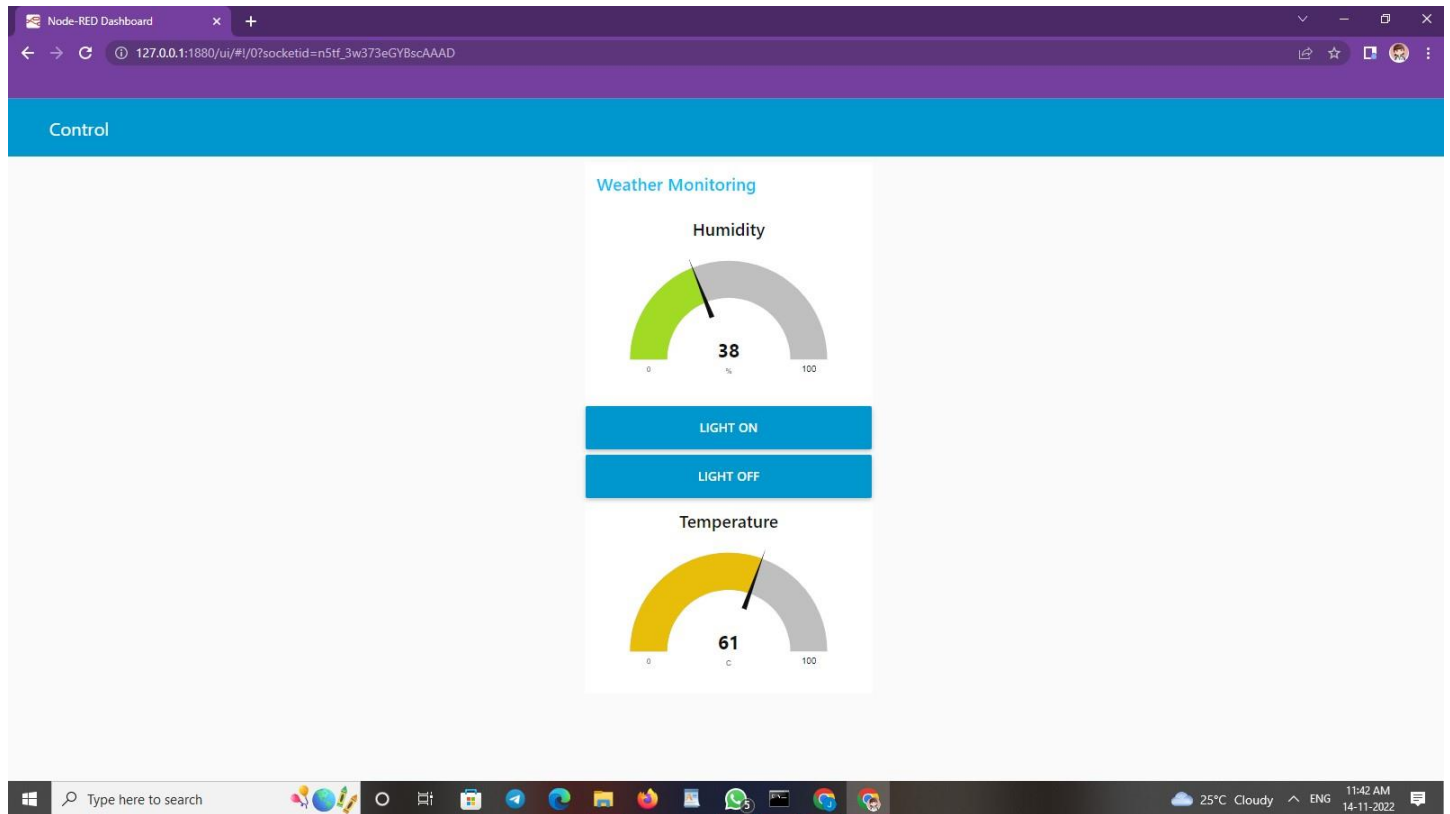 Node-RED Dashboard
127.0.0.1:1880/ui/#!/0?socketid=n5tf_3w373eGYBscAAAD
Control
Weather Monitoring
Humidity
38
0 % 100
LIGHT ON
LIGHT OFF
Temperature
61
0 C 100
Type here to search
5
25°C Cloudy ENG
11:42 AM
14-11-2022